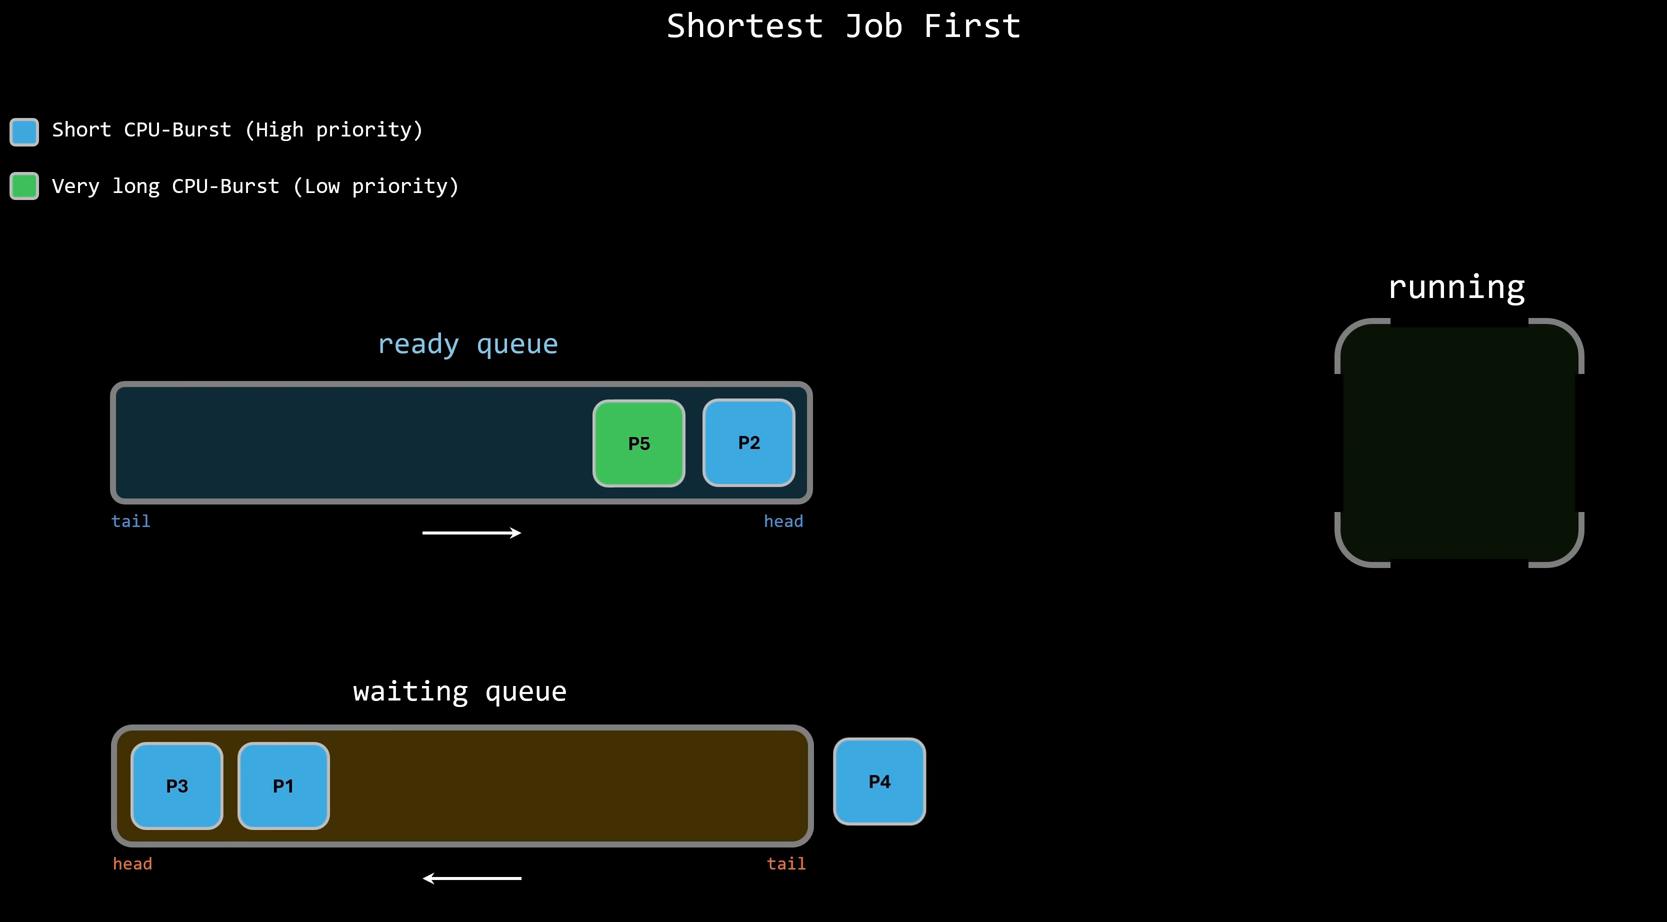 Shortest Job First
Short CPU-Burst (High priority)
Very long CPU-Burst (Low priority)
running
ready queue
P5
P2
tail
head
waiting queue
P3
P1
P4
head
tail